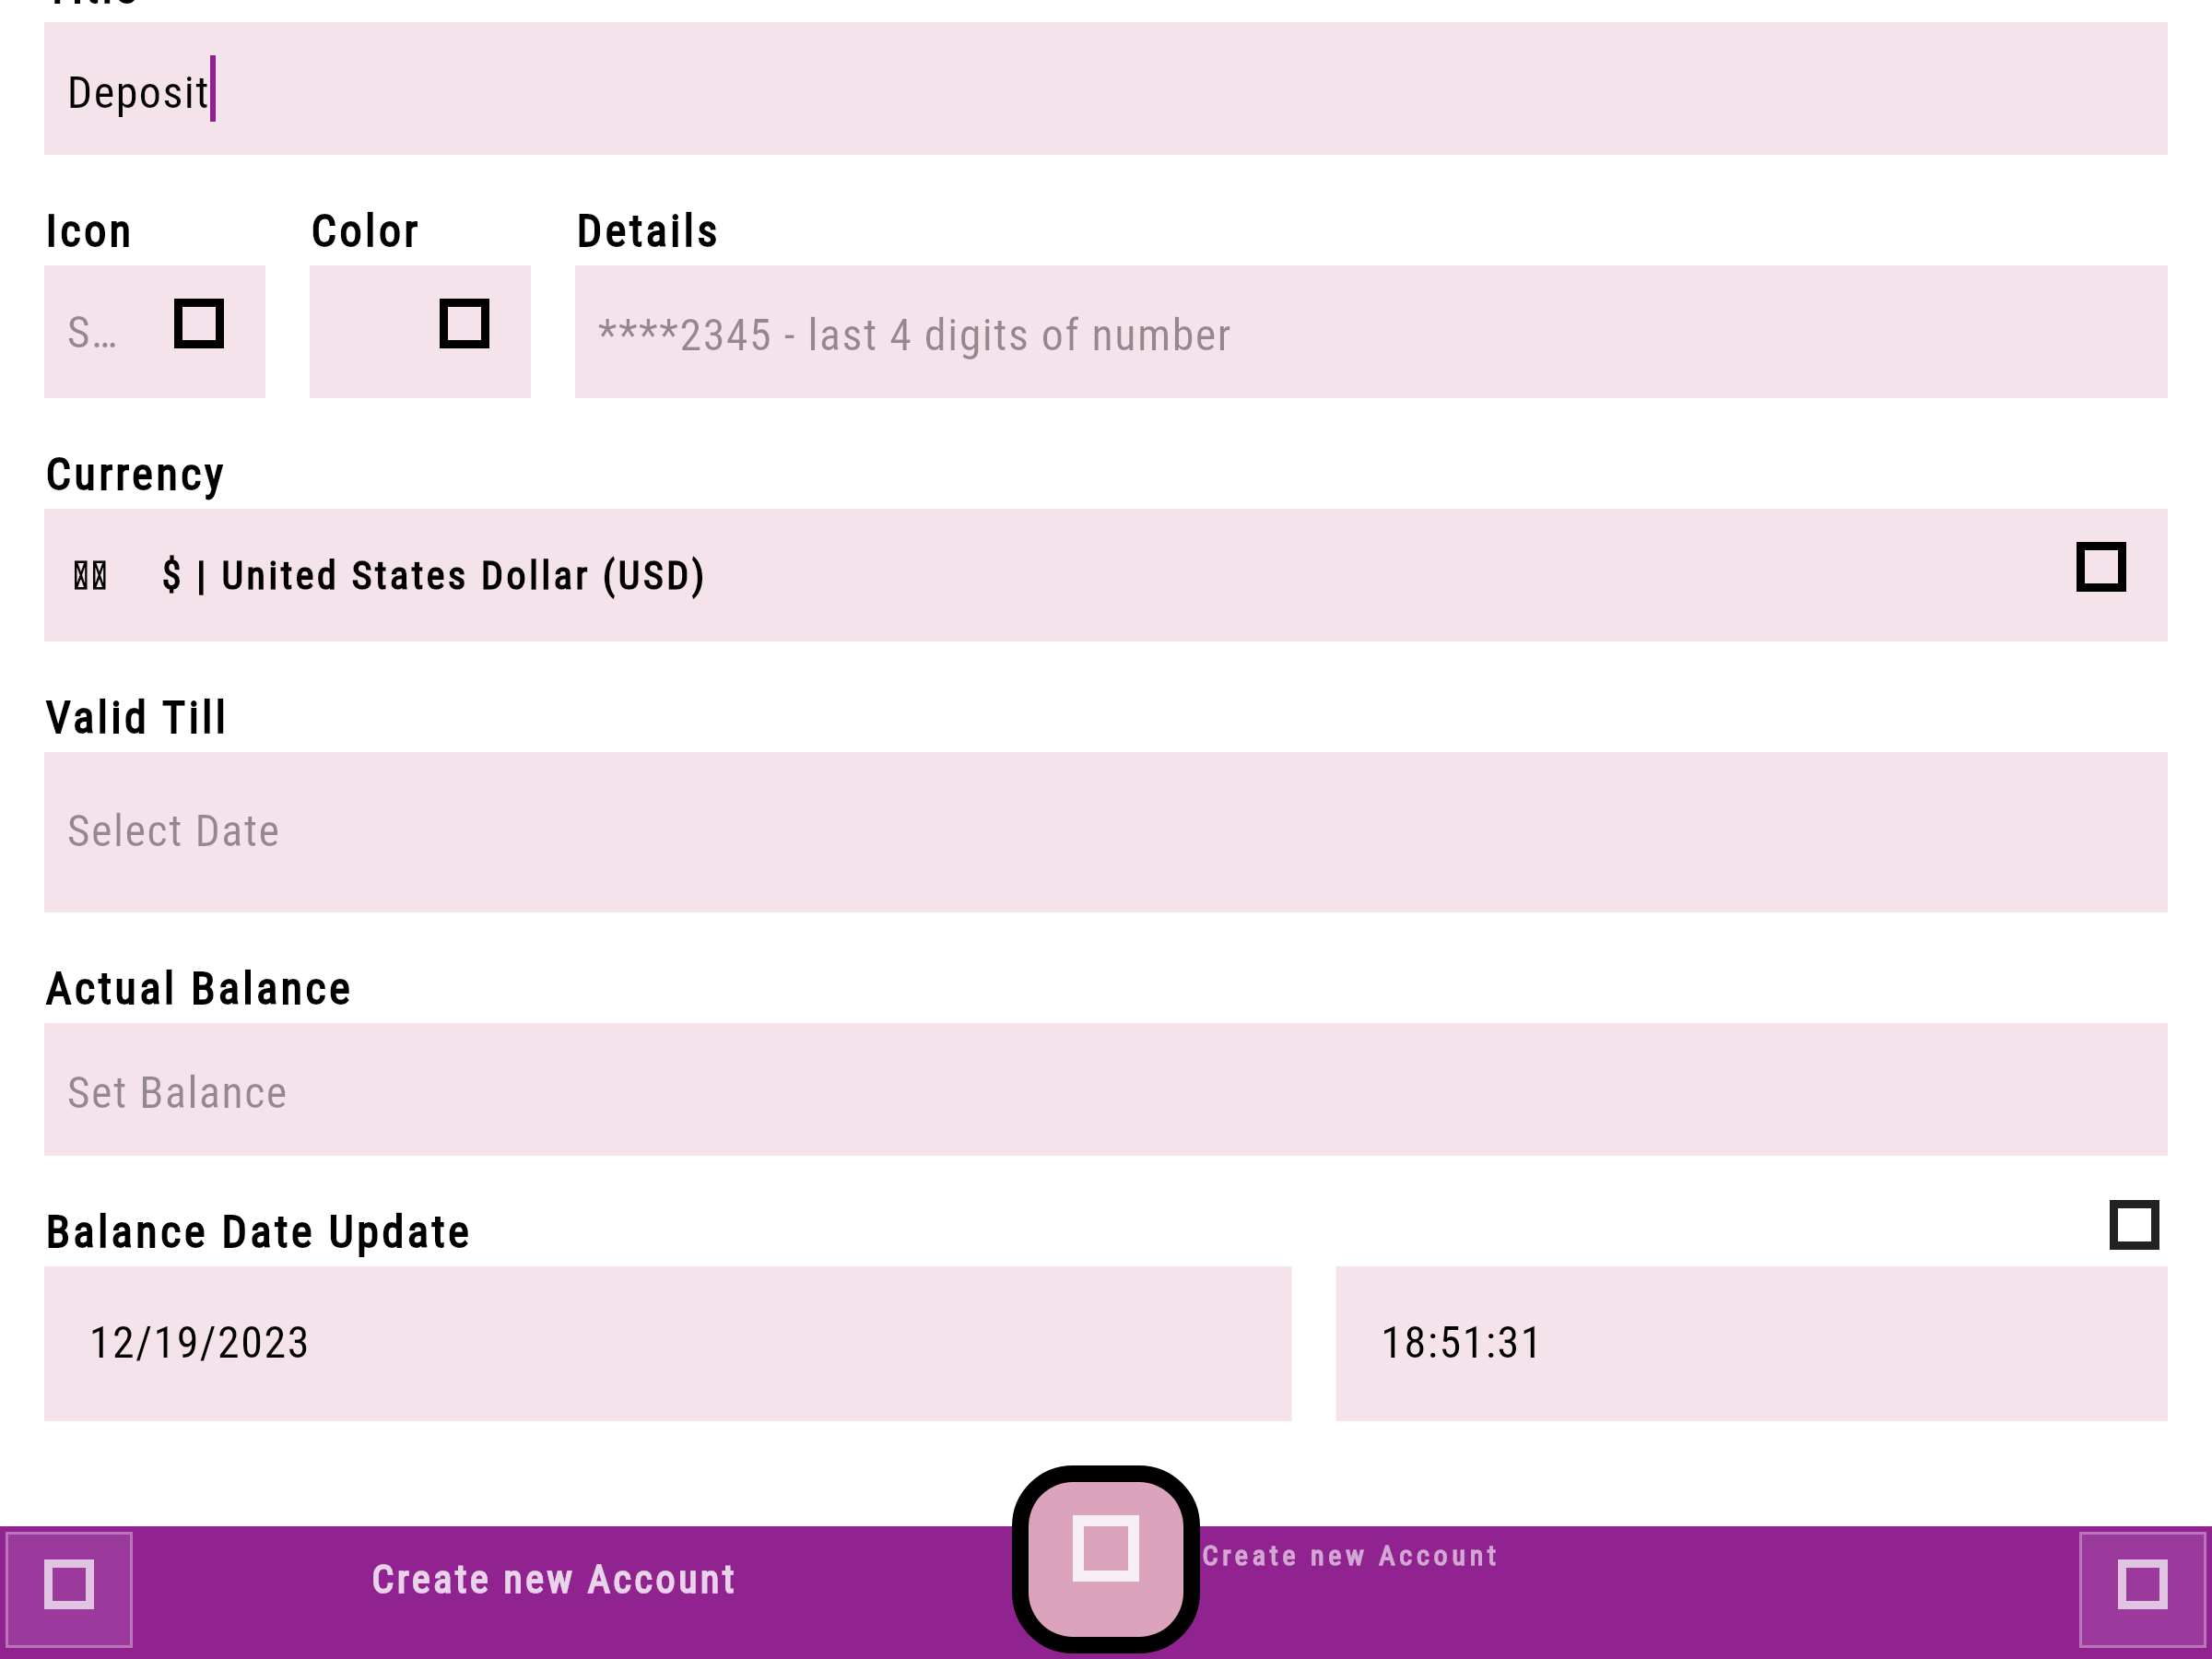 Title
Deposit
Icon Color Details
S… ****2345 - last 4 digits of number
Currency
$ | United States Dollar (USD)
Valid Till
Select Date
Actual Balance
Set Balance
Balance Date Update
12/19/2023 18:51:31
Create new Account Create new Account